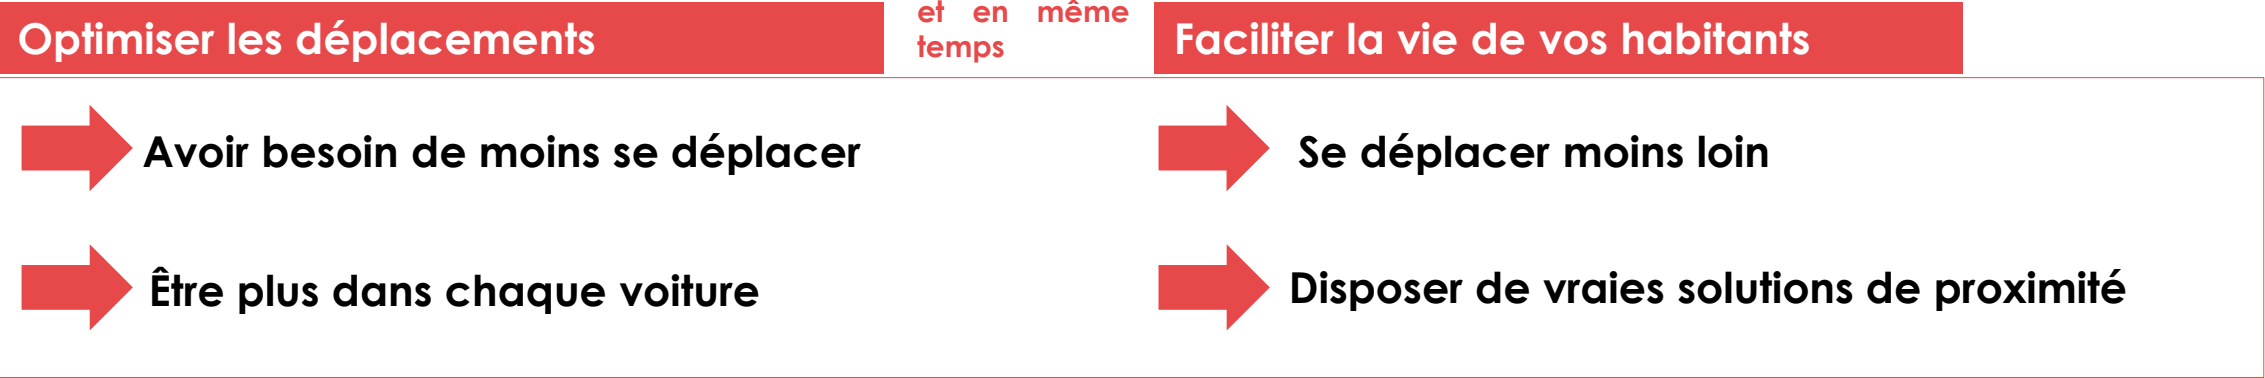 Optimiser les déplacements
et en même
temps
Faciliter la vie de vos habitants
Avoir besoin de moins se déplacer
Se déplacer moins loin
Être plus dans chaque voiture
Disposer de vraies solutions de proximité